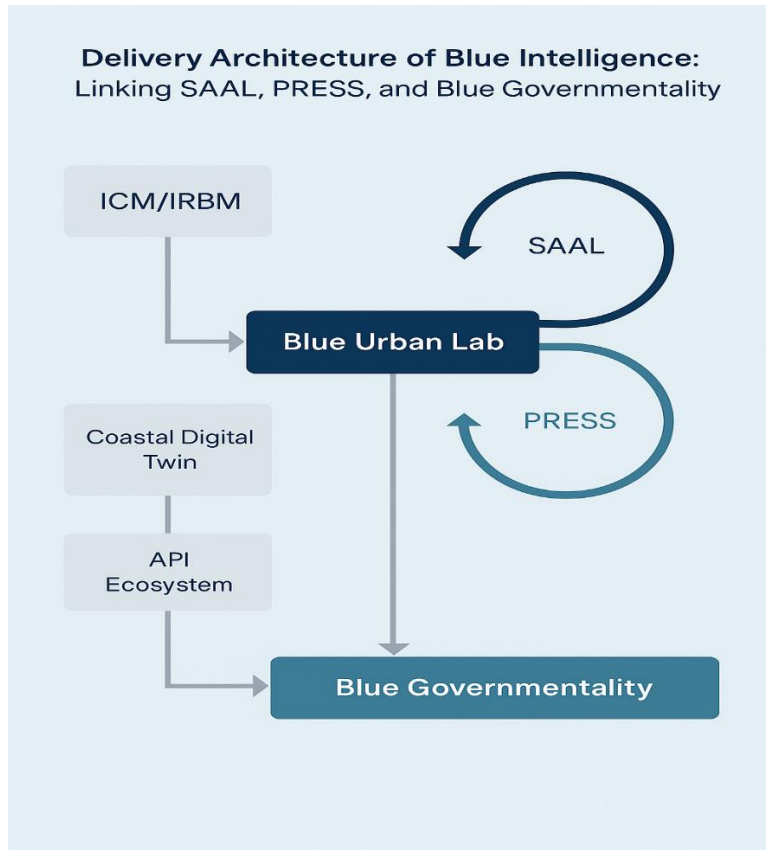 Delivery Architecture of Blue Intelligence:
Linking SAAL, PRESS, and Blue Governmentality
ICM/IRBM
SAAL
Blue Urban Lab
PRESS
Coastal Digital
Twin
API
Ecosystem
Blue Governmentality